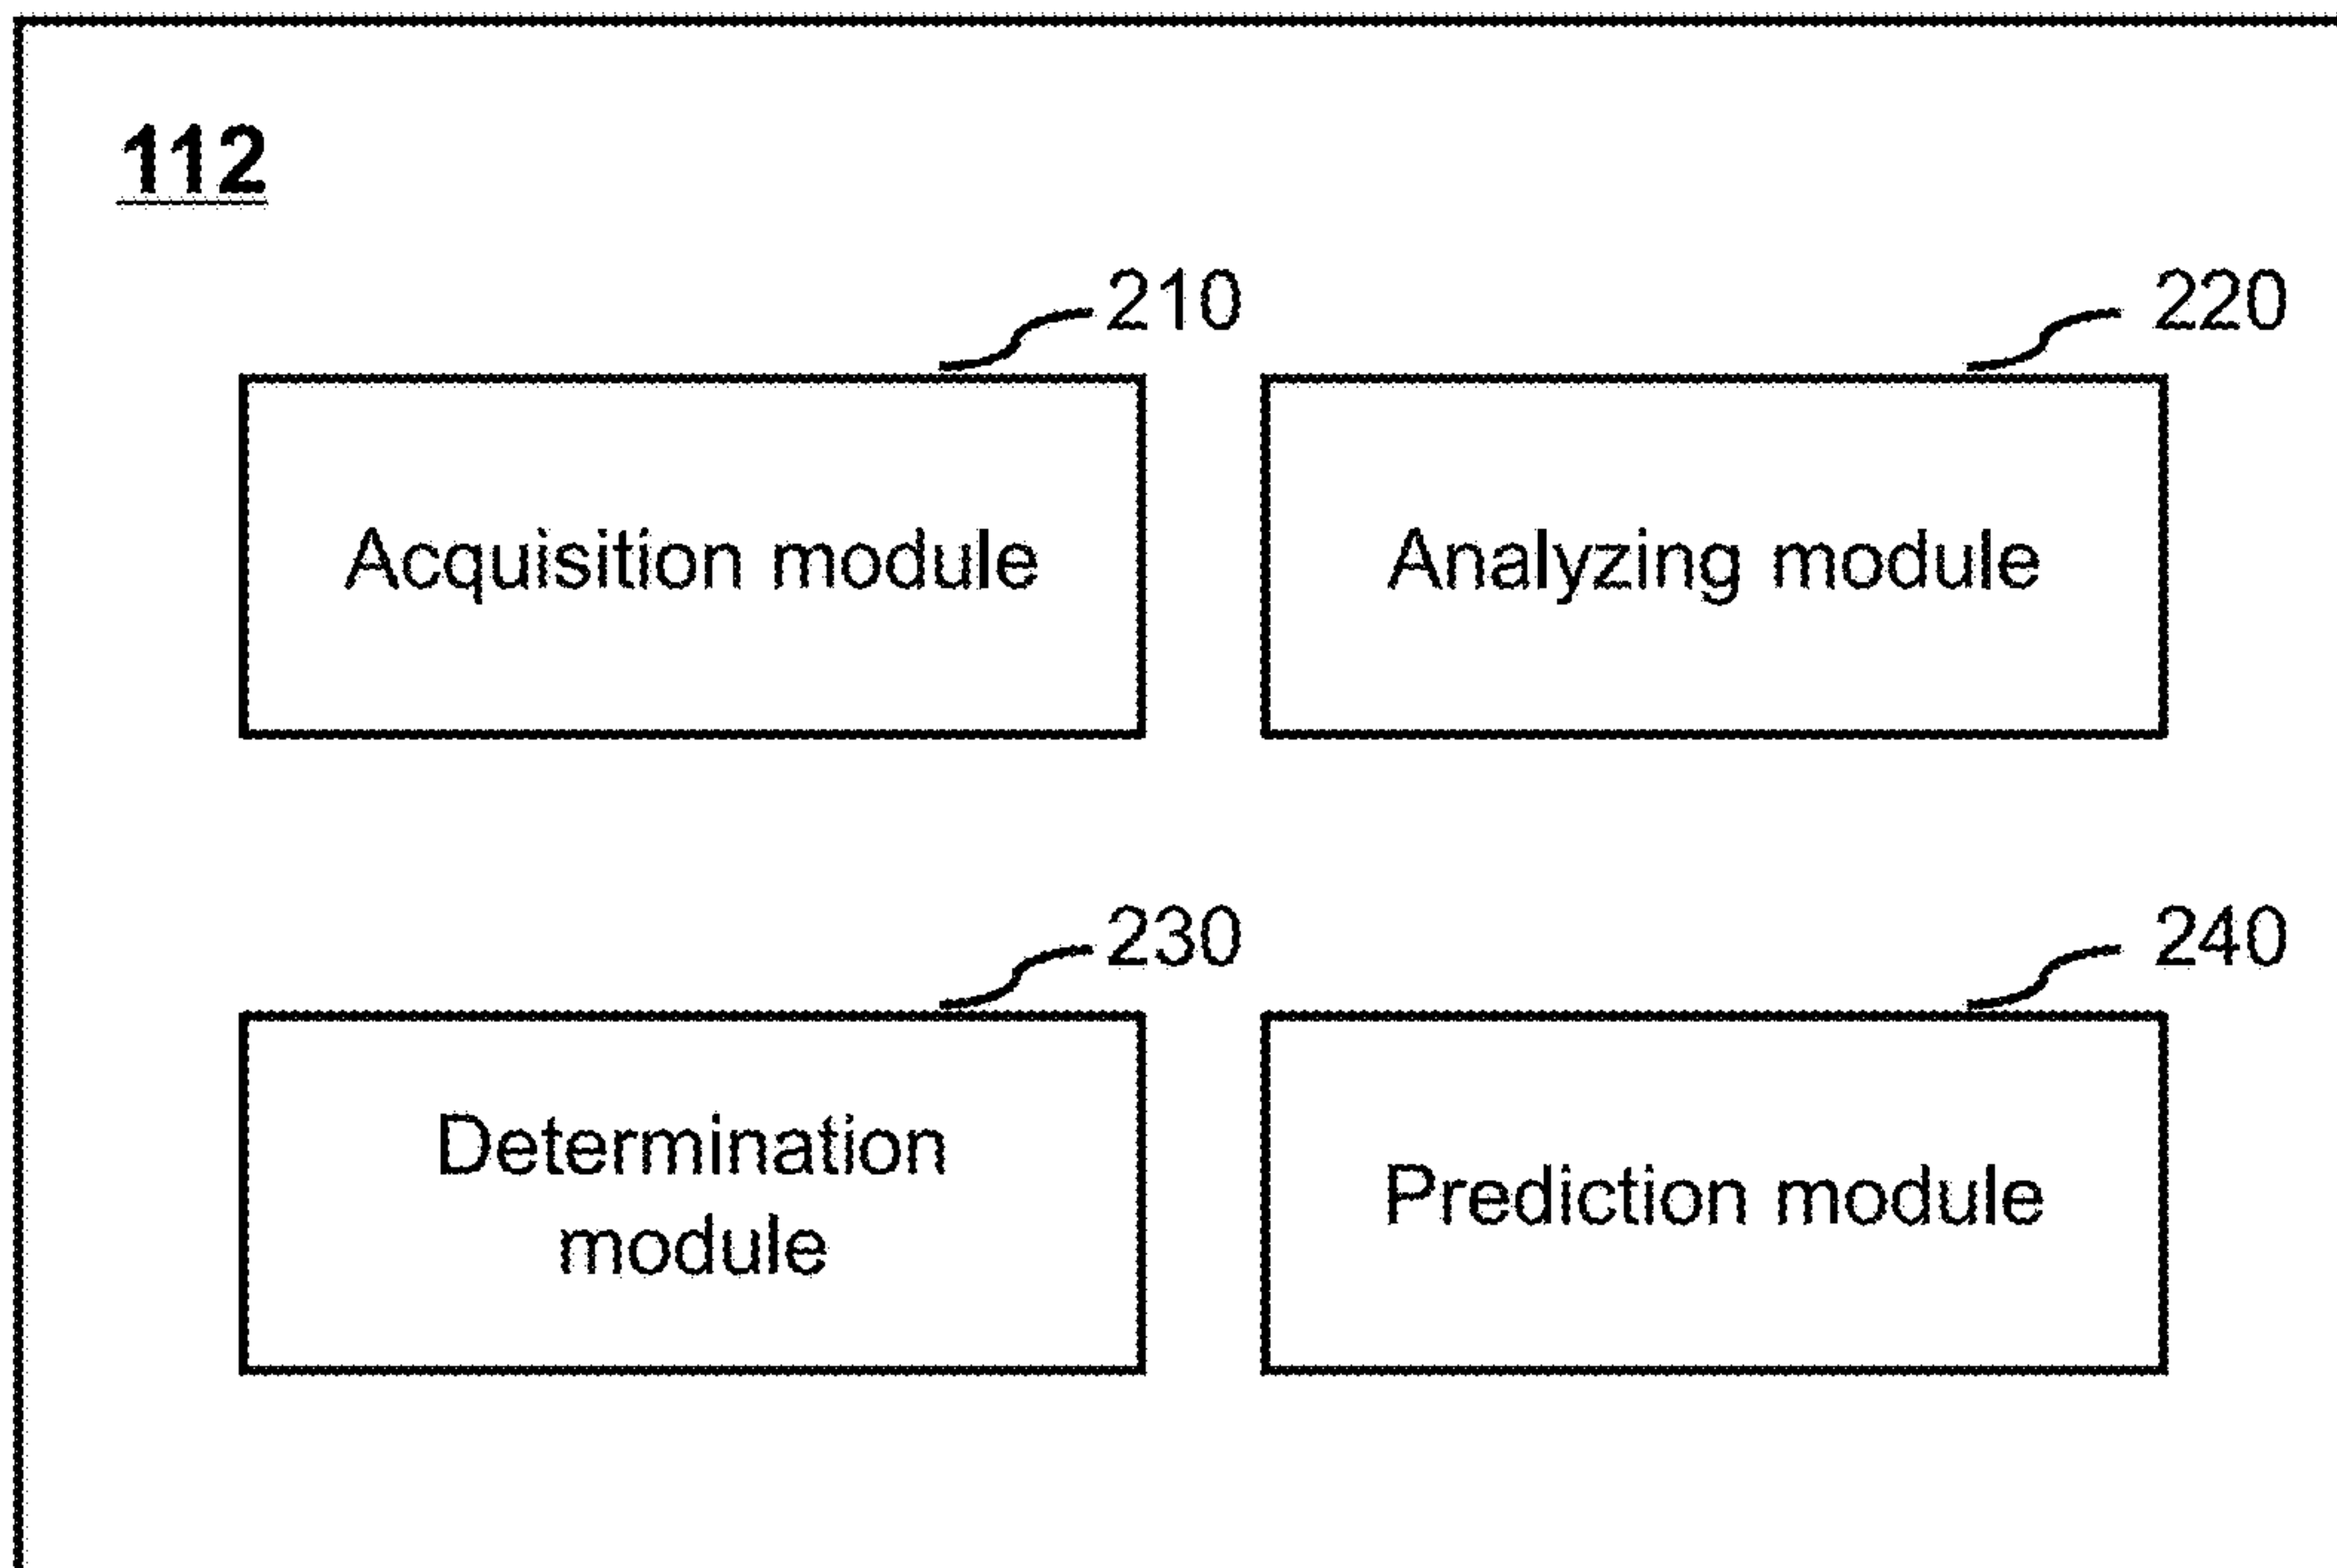 112
210
220
Acquisition module
Analyzing module
230
240
Determination
module
Prediction module